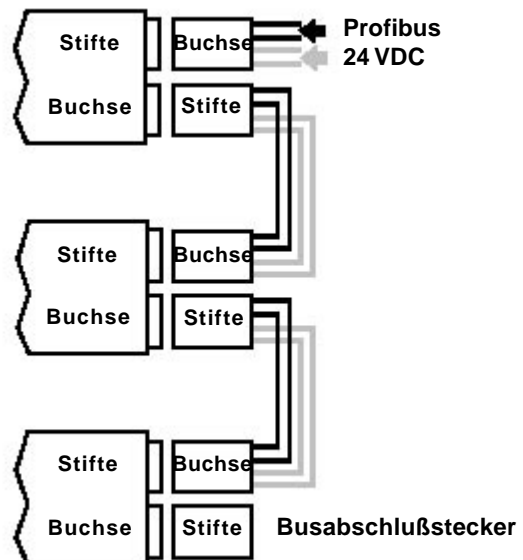 Stifte Buchse Profibus
24 VDC
Buchse Stifte
Stifte Buchse
Buchse Stifte
Stifte Buchse
Buchse Stifte Busabschlußstecker